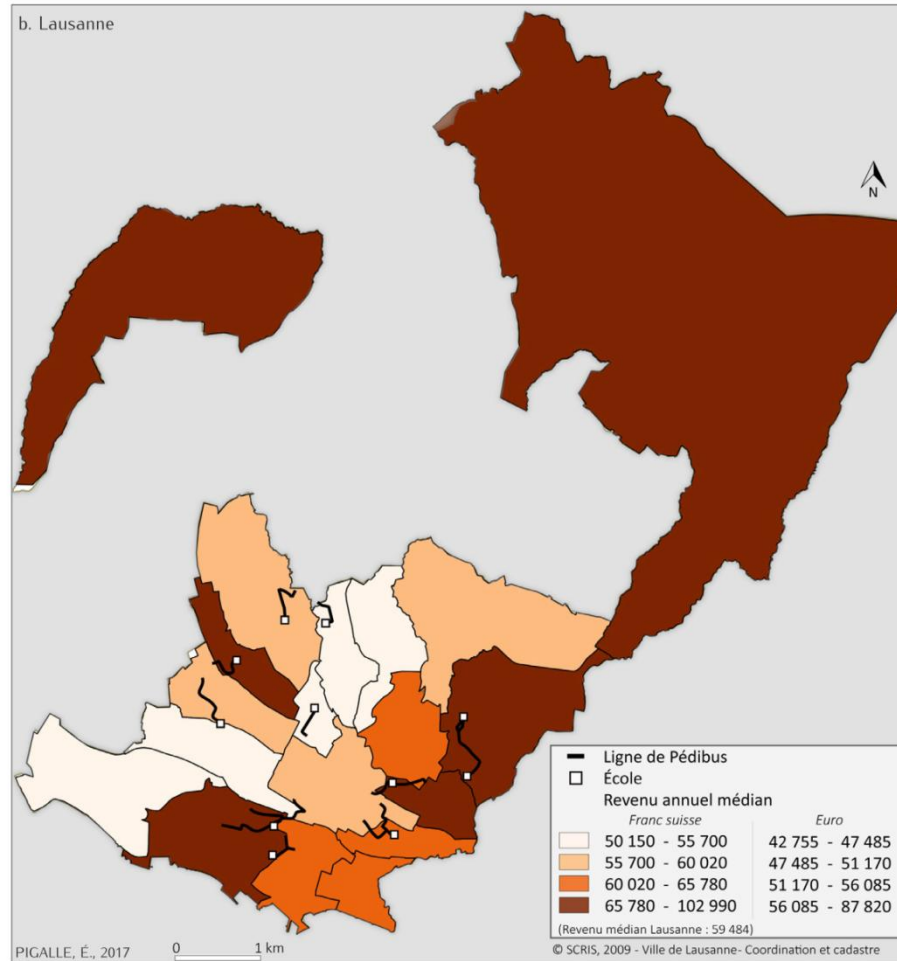 b. Lausanne
N
Ligne de Pédibus
École
Revenu annuel médian
Franc suisse Euro
50 150 - 55 700 42 755 - 47 485
55 700 - 60 020 47 485 - 51 170
60 020 - 65 780 51 170 - 56 085
65 780 - 102 990 56 085 - 87 820
(Revenu médian Lausanne : 59 484)
PIGALLE, É., 2017
0 1 km
© SCRIS, 2009 - Ville de Lausanne- Coordination et cadastre